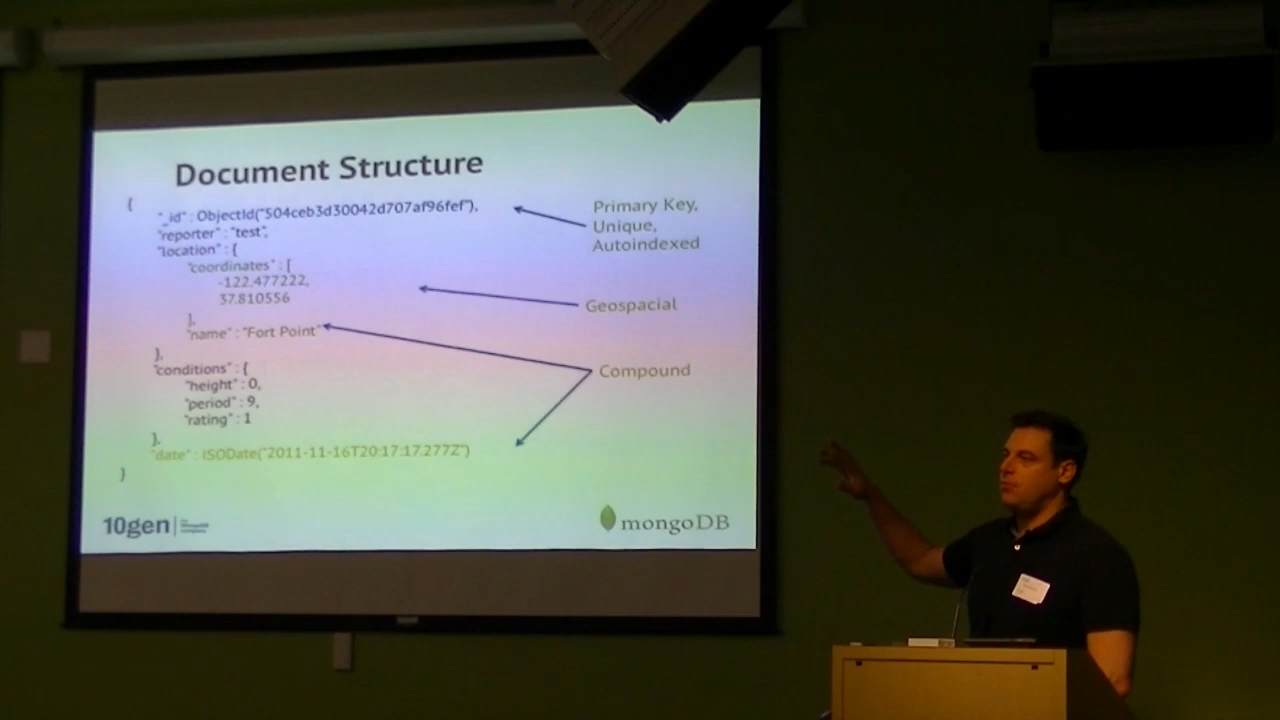 Document Structure
{
"_id" : ObjectId("504ceb3d30042d707af96fef"),
"reporter" : "test",
"location" : {
"coordinates" : [
-122.477222,
37.810556
],
"name" : "Fort Point"
},
"conditions" : {
"height" : 0,
"period" : 9,
"rating" : 1
},
"date" : ISODate("2011-11-16T20:17:17.277Z")
}
Primary Key,
Unique,
Autoindexed
Geospacial
Compound
10gen
mongoDB